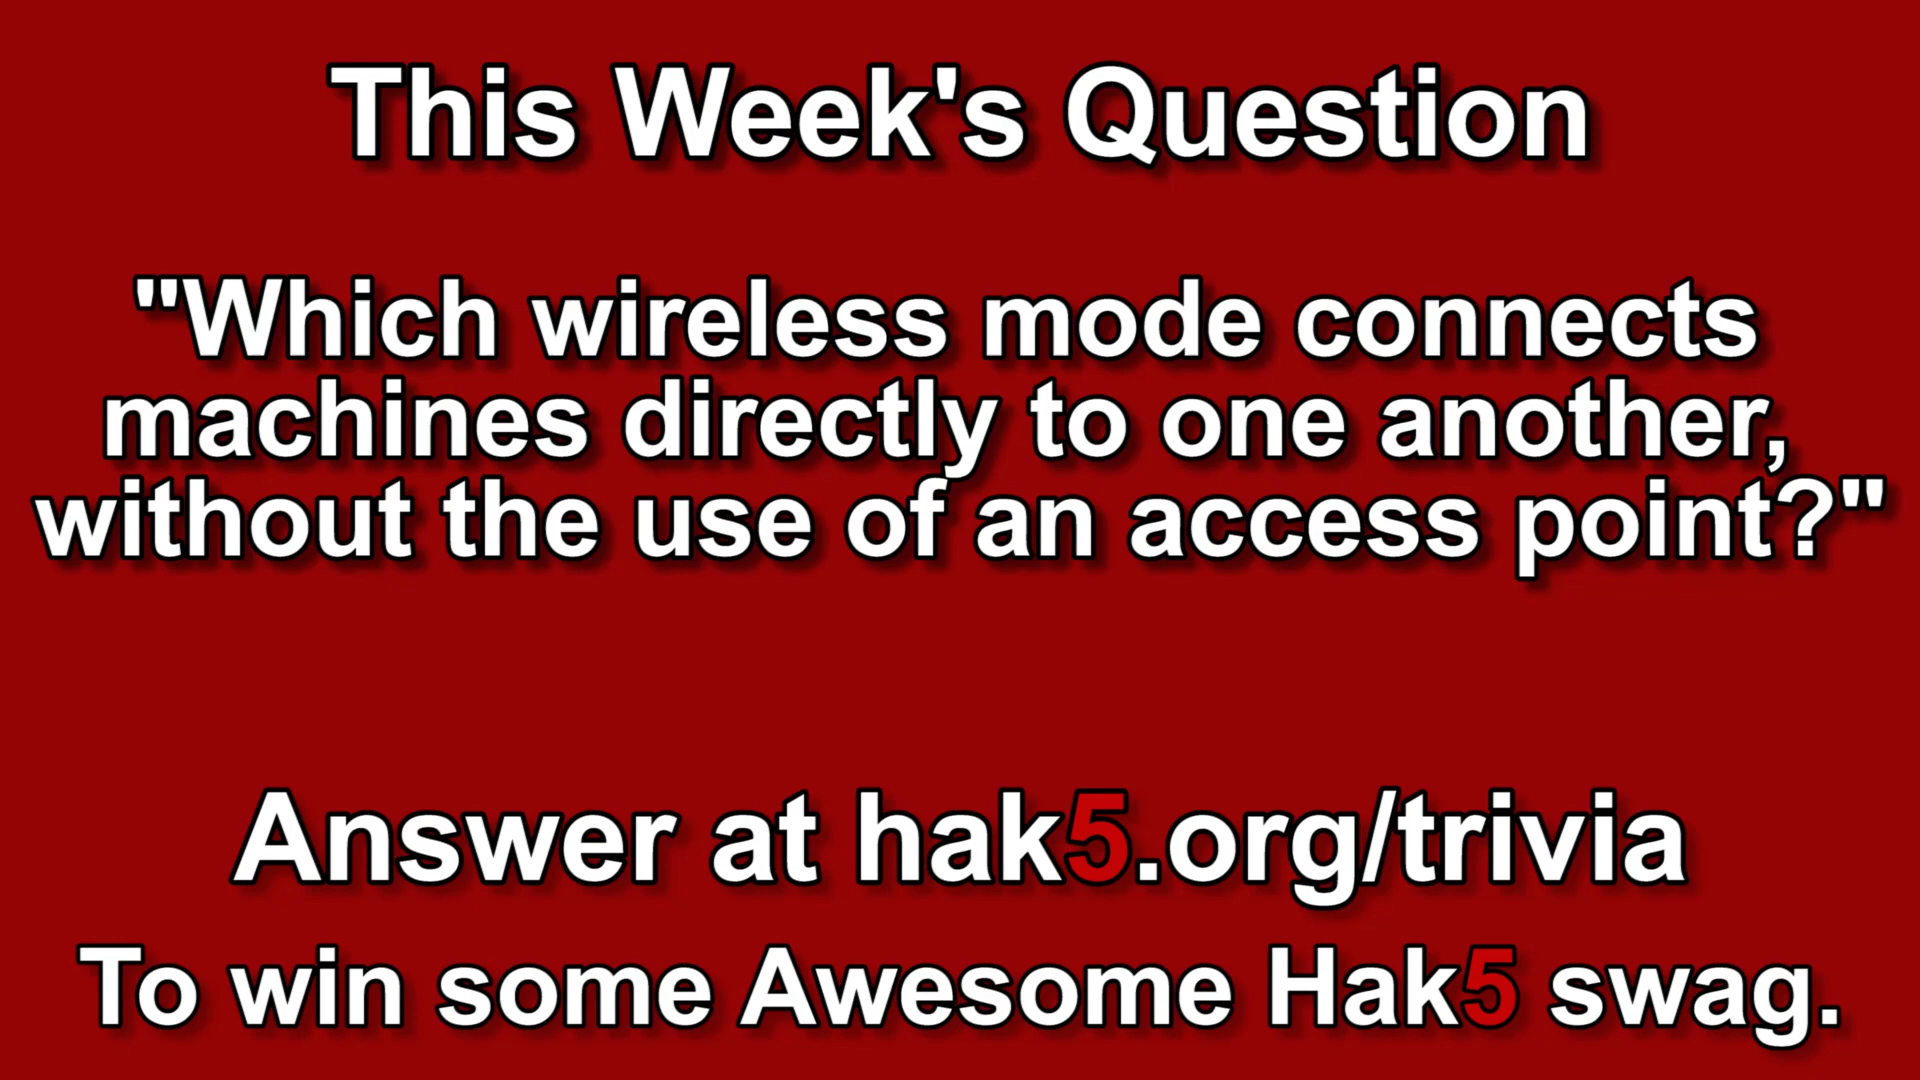 This Week's Question
"Which wireless mode connects
machines directly to one another,
without the use of an access point?"
Answer at hak5.org/trivia
To win some Awesome Hak5 swag.